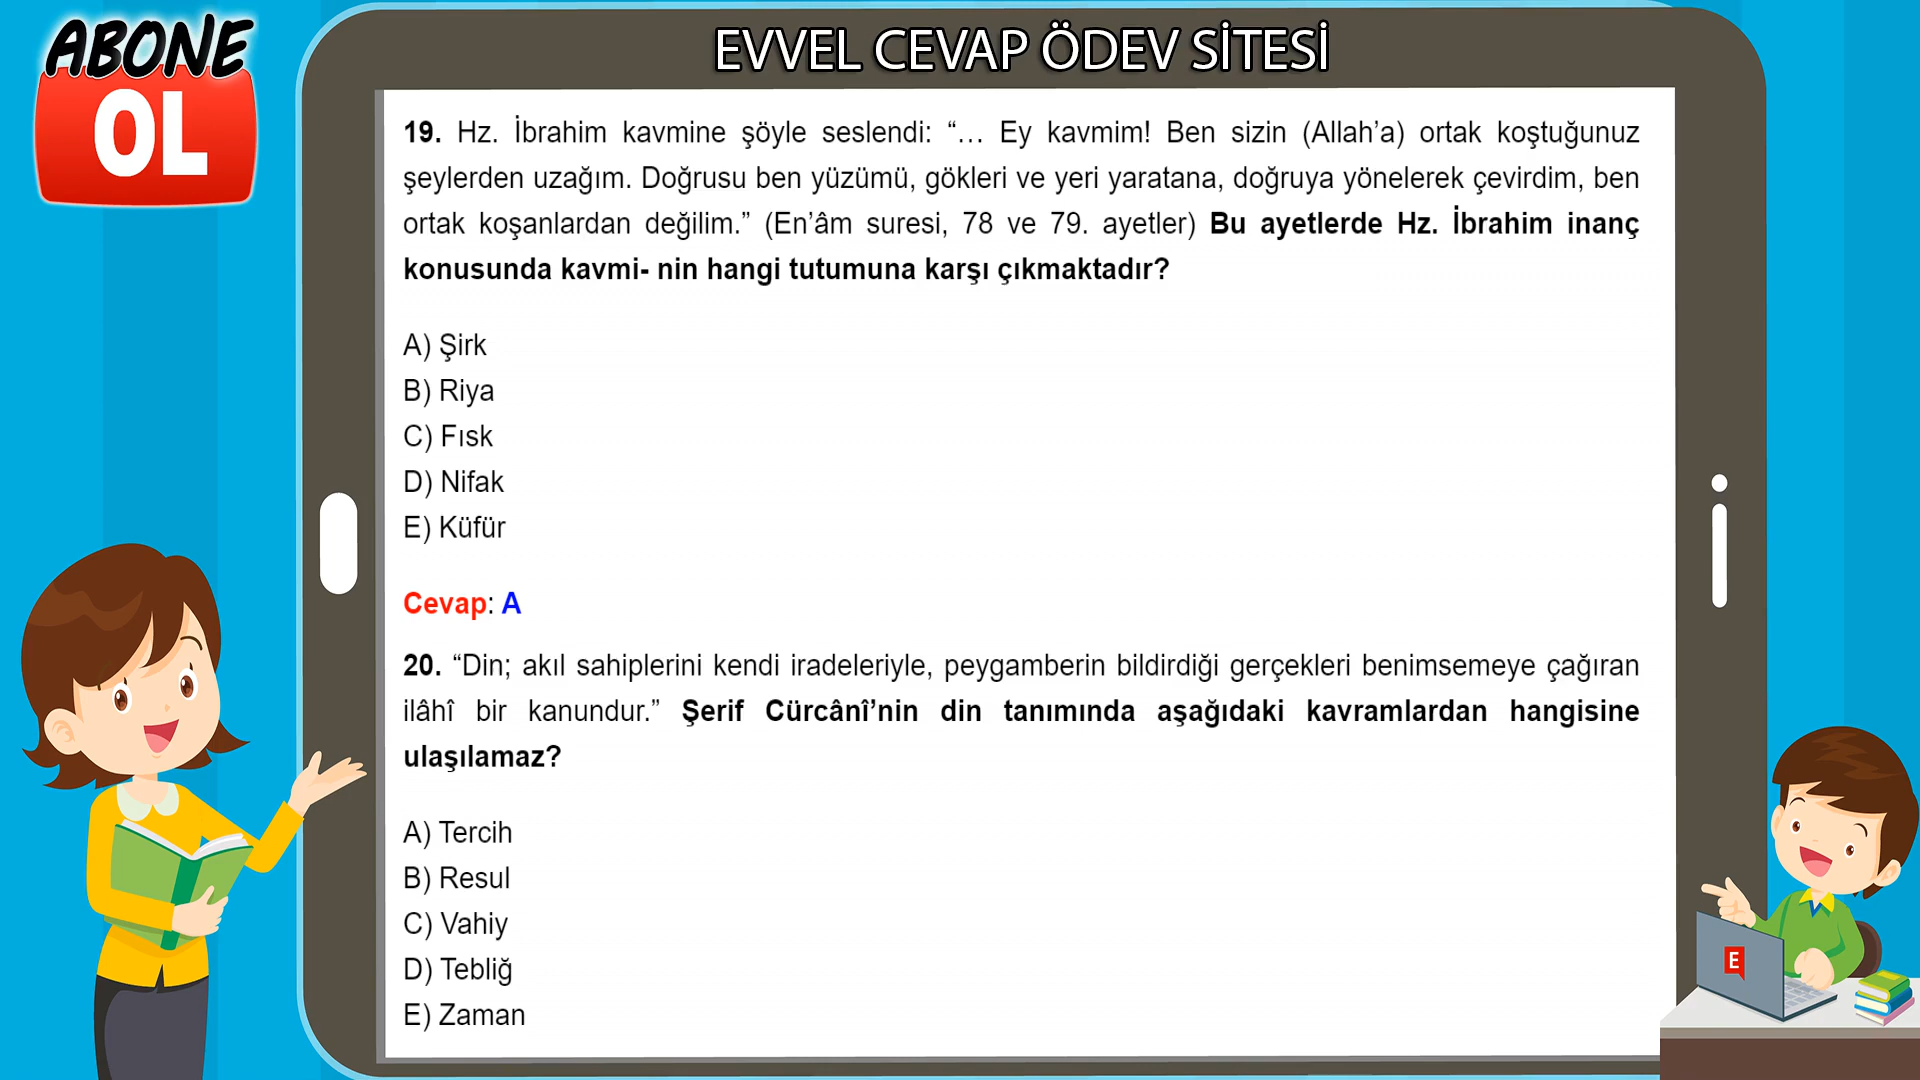 ABONE
OL
EVVEL CEVAP ÖDEV SİTESİ
19. Hz. İbrahim kavmine şöyle seslendi: “… Ey kavmim! Ben sizin (Allah’a) ortak koştuğunuz
şeylerden uzağım. Doğrusu ben yüzümü, gökleri ve yeri yaratana, doğruya yönelerek çevirdim, ben
ortak koşanlardan değilim.” (En’âm suresi, 78 ve 79. ayetler) Bu ayetlerde Hz. İbrahim inanç
konusunda kavmi- nin hangi tutumuna karşı çıkmaktadır?
A) Şirk
B) Riya
C) Fısk
D) Nifak
E) Küfür
Cevap: A
20. “Din; akıl sahiplerini kendi iradeleriyle, peygamberin bildirdiği gerçekleri benimsemeye çağıran
ilâhî bir kanundur.” Şerif Cürcânî’nin din tanımında aşağıdaki kavramlardan hangisine
ulaşılamaz?
A) Tercih
B) Resul
C) Vahiy
D) Tebliğ
E) Zaman
E